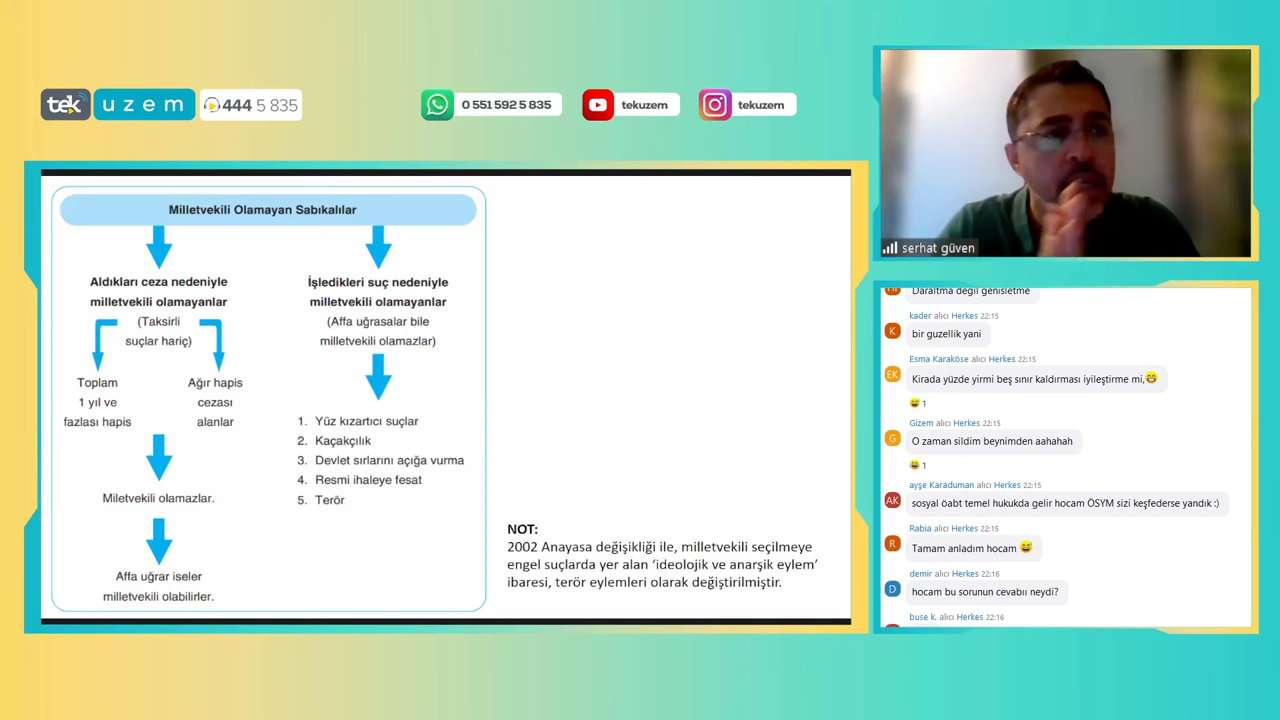 tek uzem 444 5 835
0 551 592 5 835
tekuzem
tekuzem
Milletvekili Olamayan Sabıkalılar
Aldıkları ceza nedeniyle
milletvekili olamayanlar
(Taksirli
suçlar hariç)
Toplam
1 yıl ve
fazlası hapis
Ağır hapis
cezası
alanlar
Miletvekili olamazlar.
Affa uğrar iseler
milletvekili olabilirler.
İşledikleri suç nedeniyle
milletvekili olamayanlar
(Affa uğrasalar bile
milletvekili olamazlar)
1. Yüz kızartıcı suçlar
2. Kaçakçılık
3. Devlet sırlarını açığa vurma
4. Resmi ihaleye fesat
5. Terör
NOT:
2002 Anayasa değişikliği ile, milletvekili seçilmeye
engel suçlarda yer alan ‘ideolojik ve anarşik eylem’
ibaresi, terör eylemleri olarak değiştirilmiştir.
serhat güven
Daraltma değil genişletme
kader alıcı Herkes 22:15
K
bir guzellik yani
Esma Karaköse alıcı Herkes 22:15
EK
Kirada yüzde yirmi beş sınır kaldırması iyileştirme mi,😁
😅 1
Gizem alıcı Herkes 22:15
G
O zaman sildim beynimden aahahah
😂 1
ayşe Karaduman alıcı Herkes 22:15
AK
sosyal öabt temel hukukda gelir hocam ÖSYM sizi keşfederse yandık :)
Rabia alıcı Herkes 22:15
R
Tamam anladım hocam 😅
demir alıcı Herkes 22:16
D
hocam bu sorunun cevabıı neydi?
buse k. alıcı Herkes 22:16